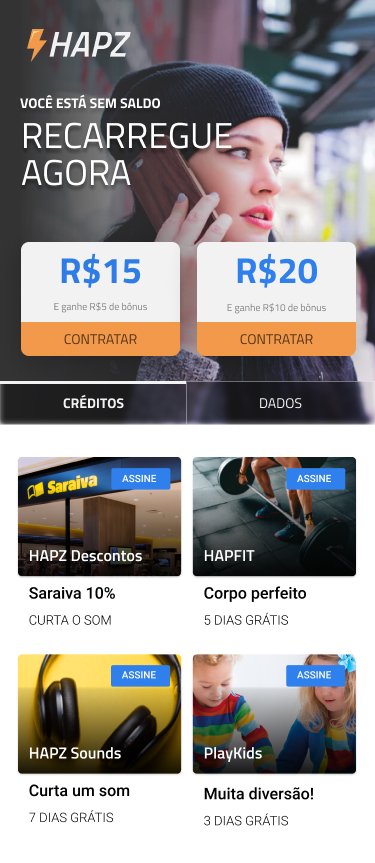 HAPZ
VOCÊ ESTÁ SEM SALDO
RECARREGUE
AGORA
R$15
E ganhe R$5 de bônus
CONTRATAR
R$20
E ganhe R$10 de bônus
CONTRATAR
CRÉDITOS
DADOS
Saraiva
ASSINE
HAPZ Descontos
Saraiva 10%
CURTA O SOM
ASSINE
HAPFIT
Corpo perfeito
5 DIAS GRÁTIS
ASSINE
HAPZ Sounds
Curta um som
7 DIAS GRÁTIS
ASSINE
PlayKids
Muita diversão!
3 DIAS GRÁTIS